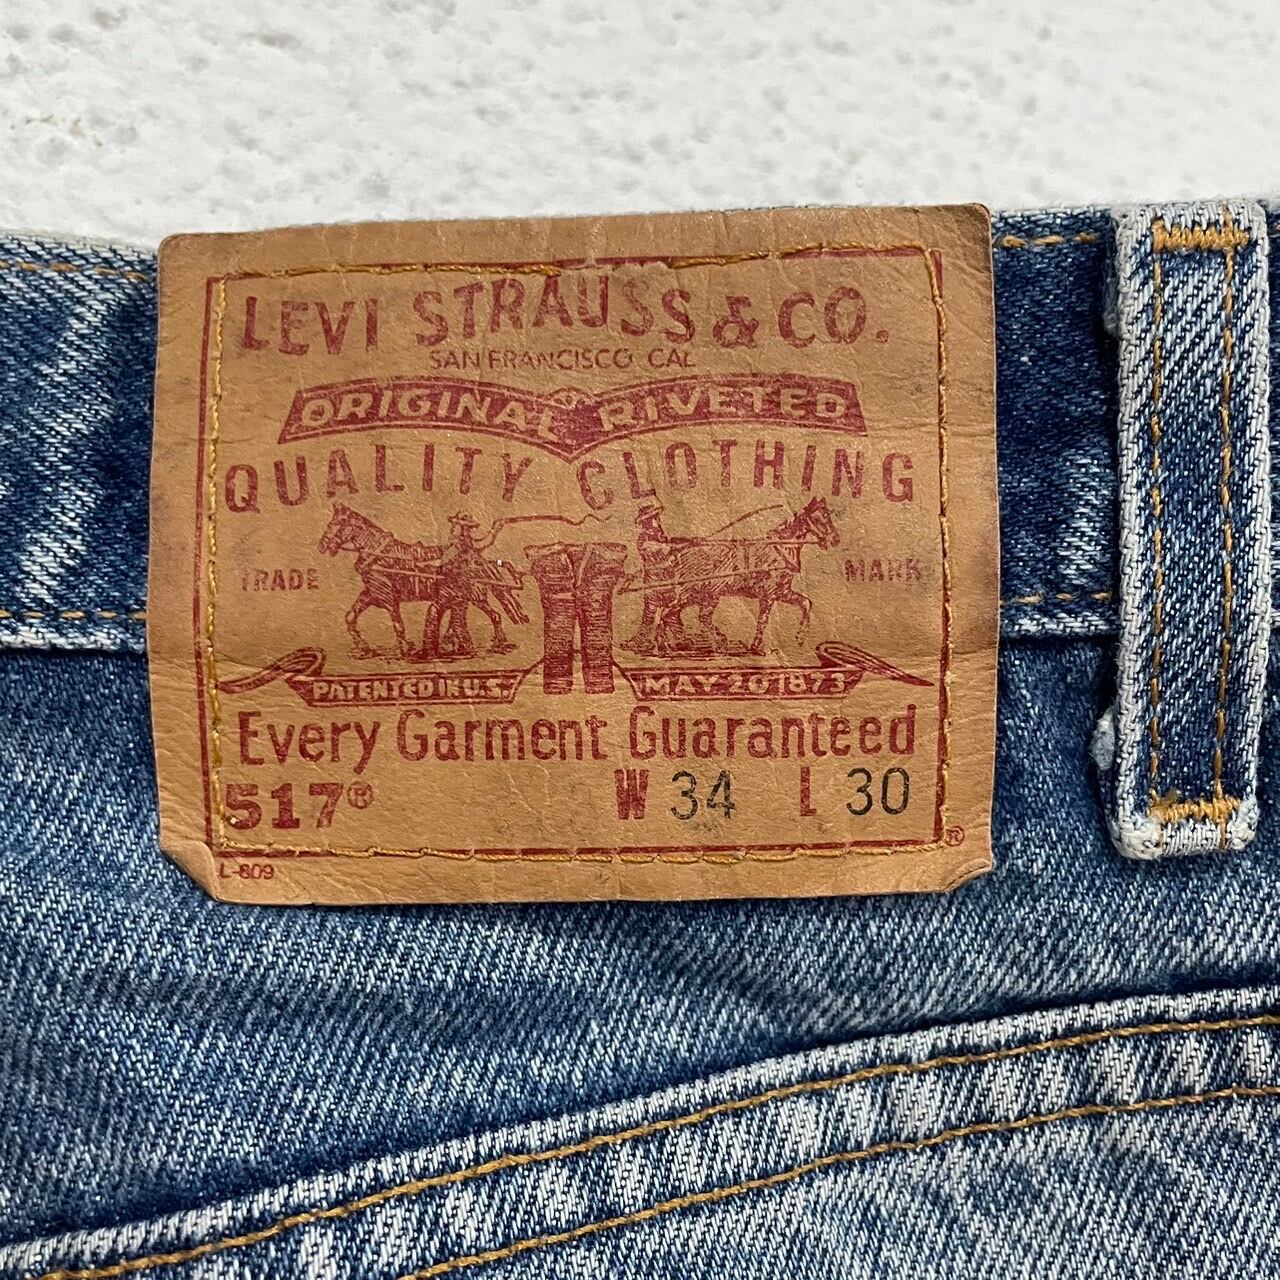 LEVI STRAUSS & CO.
SAN FRANCISCO CAL
ORIGINAL RIVETED
QUALITY CLOTHING
TRADE MARK
PATENTED IN U.S. MAY 20 1873
Every Garment Guaranteed
517® W 34 L 30
®
L-609